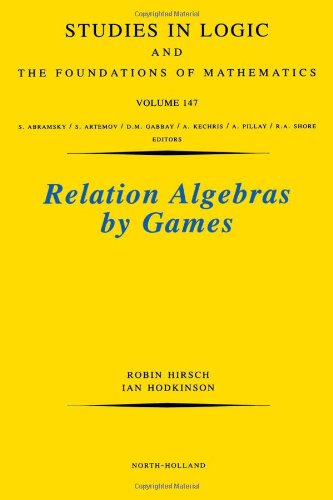 STUDIES IN LOGIC
AND
THE FOUNDATIONS OF MATHEMATICS
VOLUME 147
S. ABRAMSKY / S. ARTEMOV / D.M. GABBAY / A. KECHRIS / A. PILLAY / R.A. SHORE
EDITORS
Relation Algebras
by Games
ROBIN HIRSCH
IAN HODKINSON
NORTH-HOLLAND